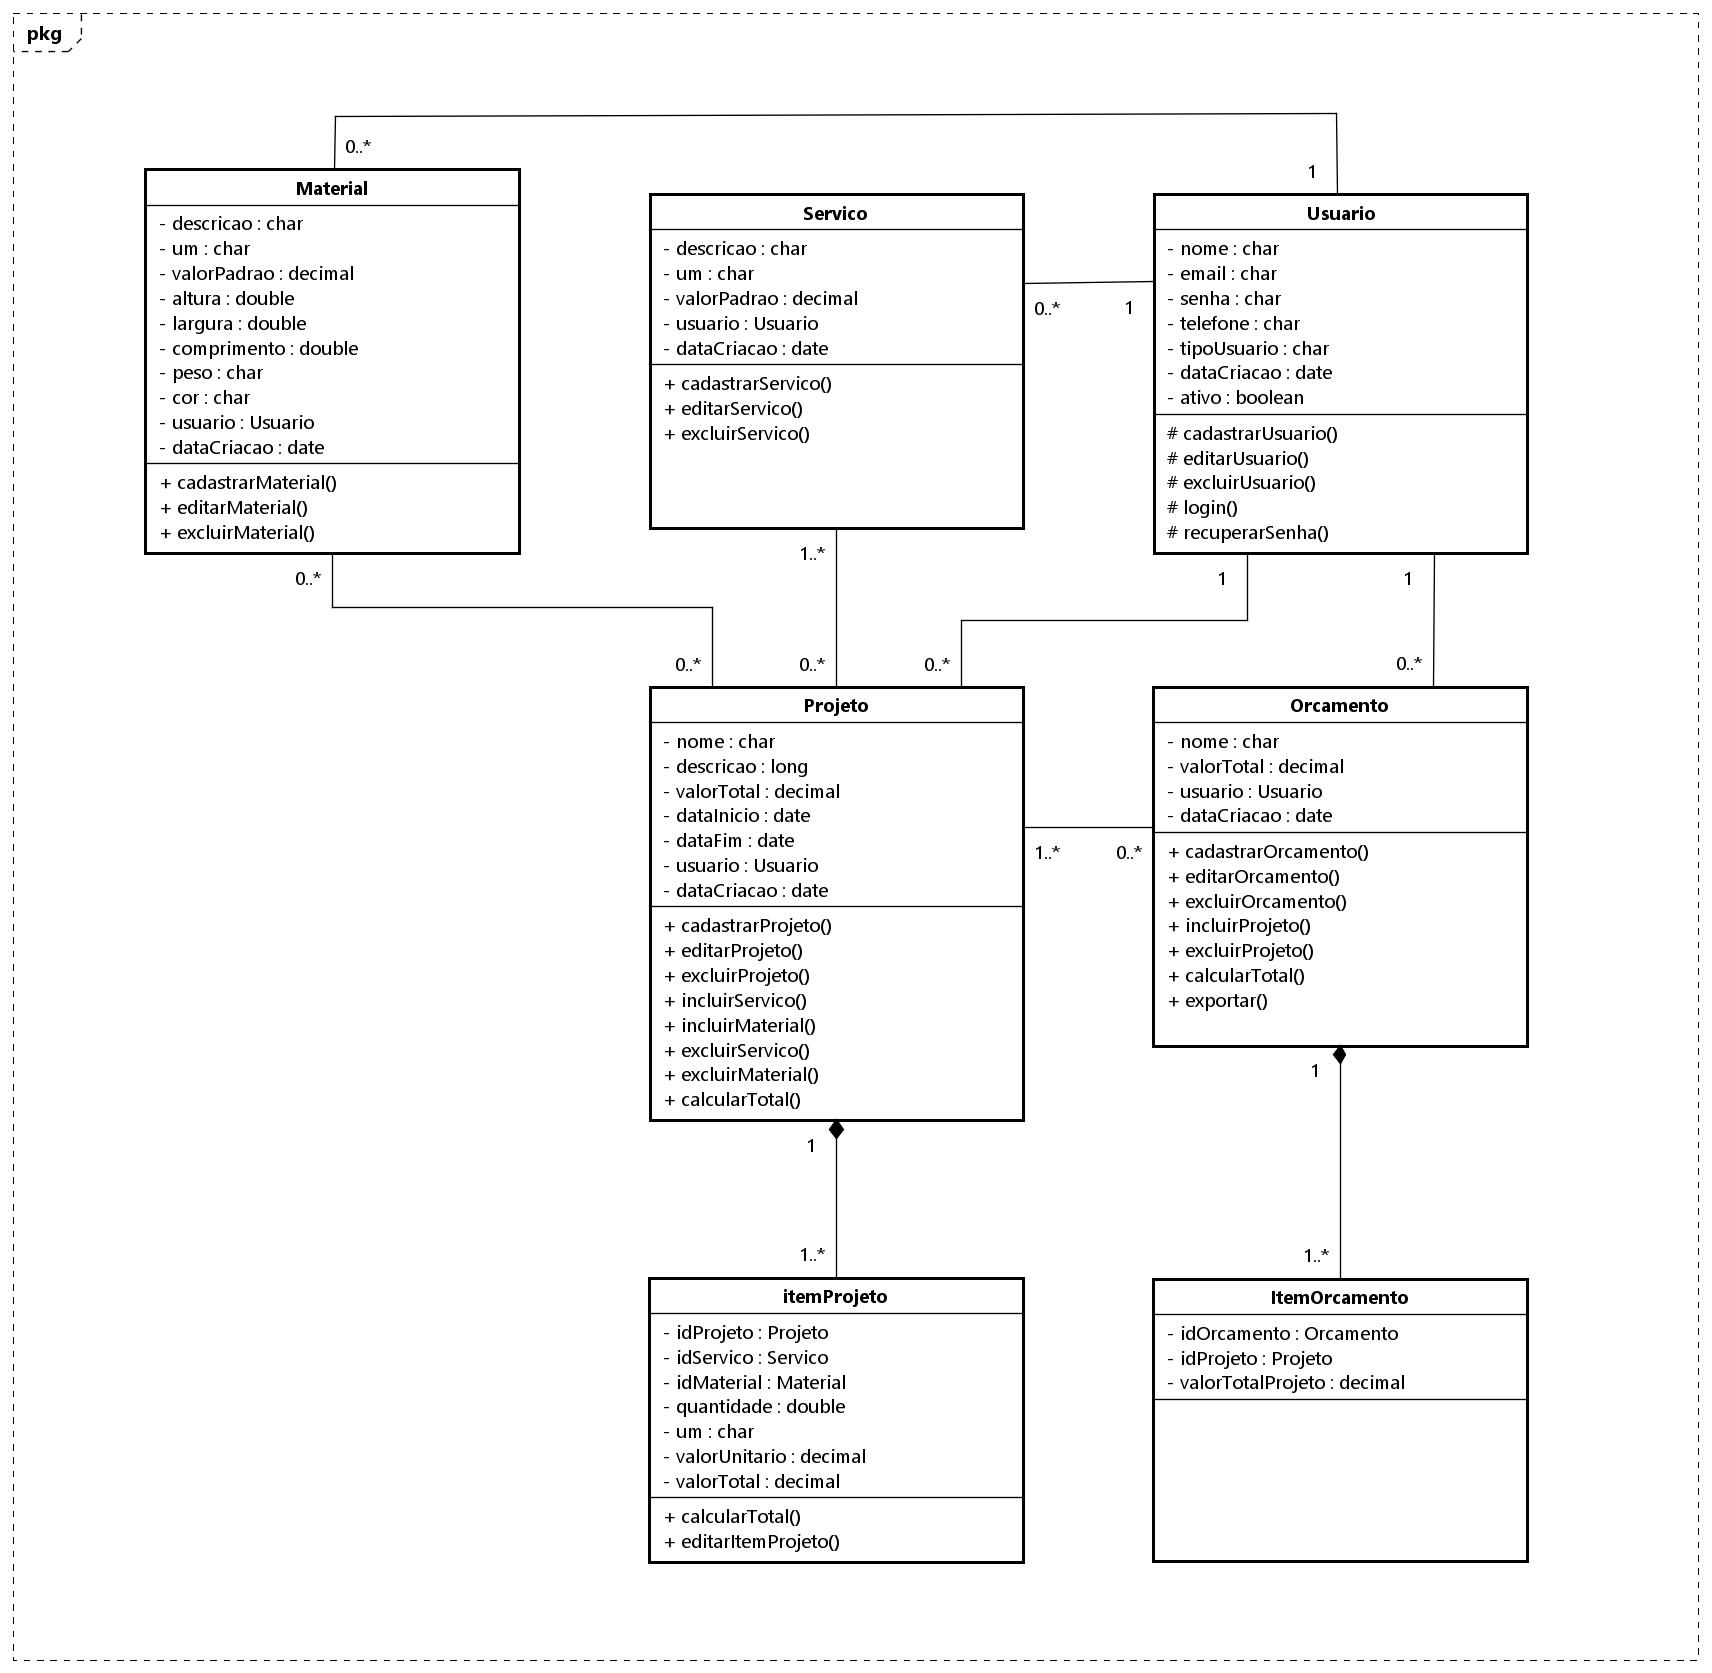 pkg
0..*
1
Material
- descricao : char
- um : char
- valorPadrao : decimal
- altura : double
- largura : double
- comprimento : double
- peso : char
- cor : char
- usuario : Usuario
- dataCriacao : date
+ cadastrarMaterial()
+ editarMaterial()
+ excluirMaterial()
Servico
- descricao : char
- um : char
- valorPadrao : decimal
- usuario : Usuario
- dataCriacao : date
+ cadastrarServico()
+ editarServico()
+ excluirServico()
0..*
1
Usuario
- nome : char
- email : char
- senha : char
- telefone : char
- tipoUsuario : char
- dataCriacao : date
- ativo : boolean
# cadastrarUsuario()
# editarUsuario()
# excluirUsuario()
# login()
# recuperarSenha()
0..*
1..*
1
1
0..*
0..*
0..*
0..*
Projeto
- nome : char
- descricao : long
- valorTotal : decimal
- dataInicio : date
- dataFim : date
- usuario : Usuario
- dataCriacao : date
+ cadastrarProjeto()
+ editarProjeto()
+ excluirProjeto()
+ incluirServico()
+ incluirMaterial()
+ excluirServico()
+ excluirMaterial()
+ calcularTotal()
1..*
0..*
Orcamento
- nome : char
- valorTotal : decimal
- usuario : Usuario
- dataCriacao : date
+ cadastrarOrcamento()
+ editarOrcamento()
+ excluirOrcamento()
+ incluirProjeto()
+ excluirProjeto()
+ calcularTotal()
+ exportar()
1
1
1..*
1..*
itemProjeto
- idProjeto : Projeto
- idServico : Servico
- idMaterial : Material
- quantidade : double
- um : char
- valorUnitario : decimal
- valorTotal : decimal
+ calcularTotal()
+ editarItemProjeto()
ItemOrcamento
- idOrcamento : Orcamento
- idProjeto : Projeto
- valorTotalProjeto : decimal